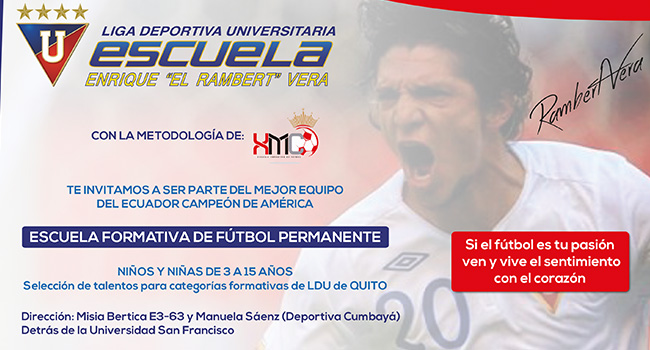 LIGA DEPORTIVA UNIVERSITARIA
U
ESCUELA
ENRIQUE "EL RAMBERT" VERA
Rambert Vera
CON LA METODOLOGÍA DE:
XMC
TE INVITAMOS A SER PARTE DEL MEJOR EQUIPO
DEL ECUADOR CAMPEÓN DE AMÉRICA
ESCUELA FORMATIVA DE FÚTBOL PERMANENTE
Si el fútbol es tu pasión
ven y vive el sentimiento
con el corazón
NIÑOS Y NIÑAS DE 3 A 15 AÑOS
Selección de talentos para categorías formativas de LDU de QUITO
20
Dirección: Misia Bertica E3-63 y Manuela Sáenz (Deportiva Cumbayá)
Detrás de la Universidad San Francisco